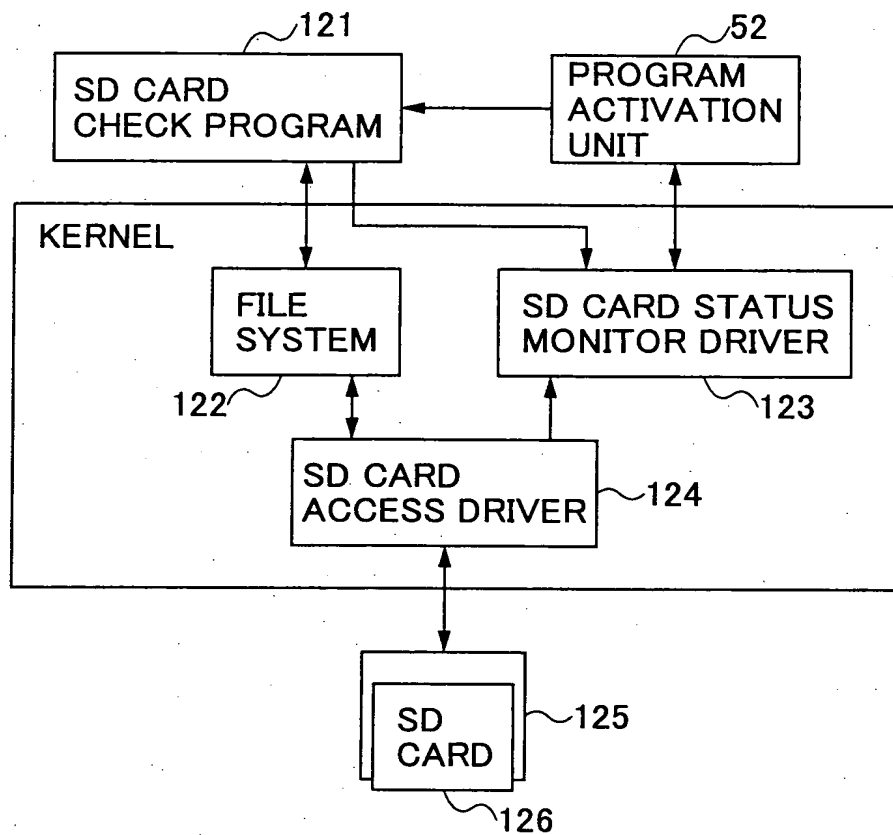 121
52
SD CARD
CHECK PROGRAM
PROGRAM
ACTIVATION
UNIT
KERNEL
FILE
SYSTEM
SD CARD STATUS
MONITOR DRIVER
122
123
SD CARD
ACCESS DRIVER
124
125
SD
CARD
126